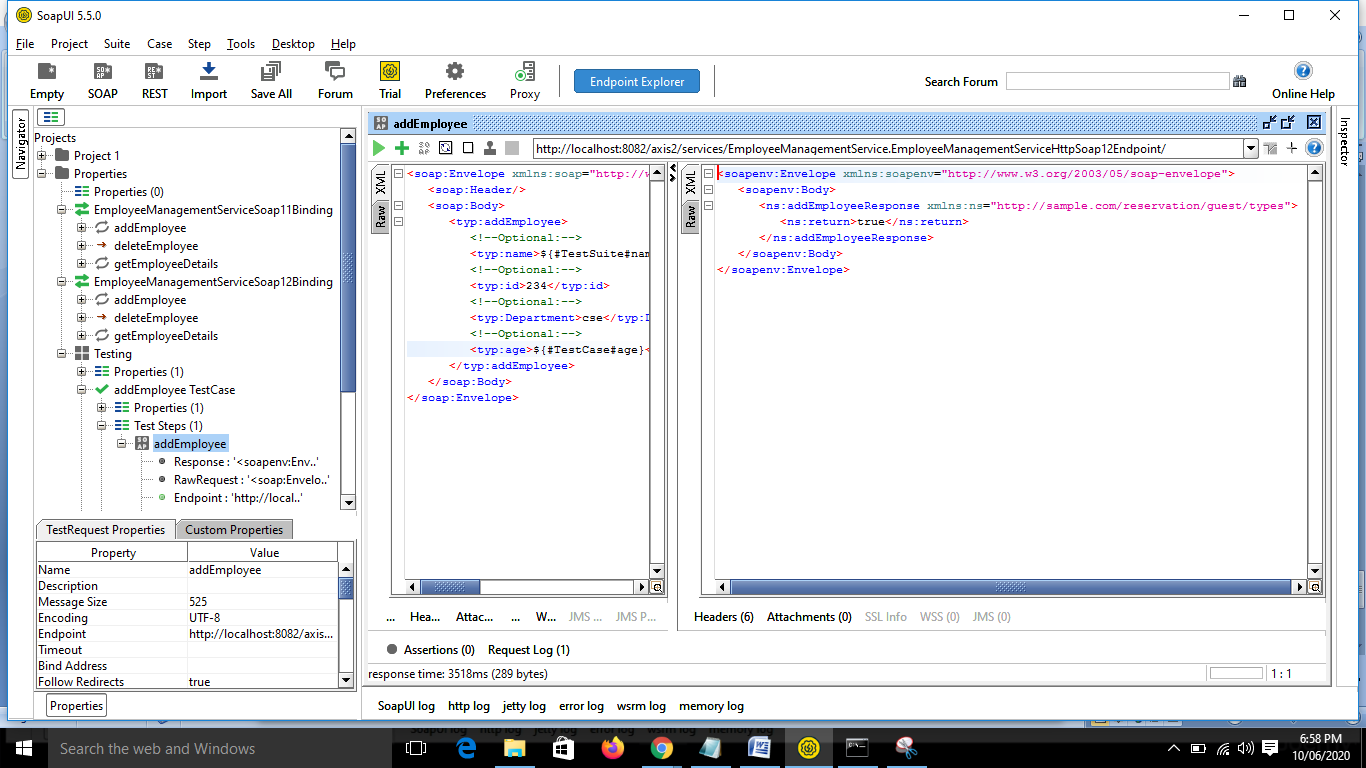 SoapUI 5.5.0
File Project Suite Case Step Tools Desktop Help
Empty SOAP REST Import Save All Forum Trial Preferences Proxy Endpoint Explorer Search Forum Online Help
Navigator
Projects
Project 1
Properties
Properties (0)
EmployeeManagementServiceSoap11Binding
addEmployee
deleteEmployee
getEmployeeDetails
EmployeeManagementServiceSoap12Binding
addEmployee
deleteEmployee
getEmployeeDetails
Testing
Properties (1)
addEmployee TestCase
Properties (1)
Test Steps (1)
addEmployee
Response : '<soapenv:Env..'
RawRequest : '<soap:Envelo..'
Endpoint : 'http://local..'
TestRequest Properties Custom Properties
Property Value
Name addEmployee
Description
Message Size 525
Encoding UTF-8
Endpoint http://localhost:8082/axis...
Timeout
Bind Address
Follow Redirects true
Properties
addEmployee
http://localhost:8082/axis2/services/EmployeeManagementService.EmployeeManagementServiceHttpSoap12Endpoint/
XML
Raw
<soap:Envelope xmlns:soap="http://w
<soap:Header/>
<soap:Body>
<typ:addEmployee>
<!--Optional:-->
<typ:name>${#TestSuite#nam
<!--Optional:-->
<typ:id>234</typ:id>
<!--Optional:-->
<typ:Department>cse</typ:D
<!--Optional:-->
<typ:age>${#TestCase#age}<
</typ:addEmployee>
</soap:Body>
</soap:Envelope>
XML
Raw
<soapenv:Envelope xmlns:soapenv="http://www.w3.org/2003/05/soap-envelope">
<soapenv:Body>
<ns:addEmployeeResponse xmlns:ns="http://sample.com/reservation/guest/types">
<ns:return>true</ns:return>
</ns:addEmployeeResponse>
</soapenv:Body>
</soapenv:Envelope>
... Hea... Attac... ... W... JMS ... JMS P...
Headers (6) Attachments (0) SSL Info WSS (0) JMS (0)
Assertions (0) Request Log (1)
response time: 3518ms (289 bytes) 1 : 1
Inspector
SoapUI log http log jetty log error log wsrm log memory log
Search the web and Windows
6:58 PM
10/06/2020